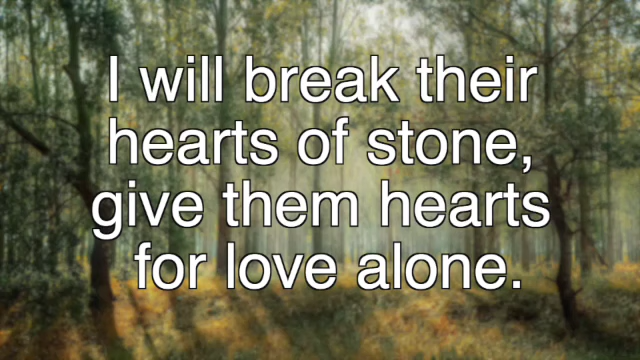 I will break their
hearts of stone,
give them hearts
for love alone.